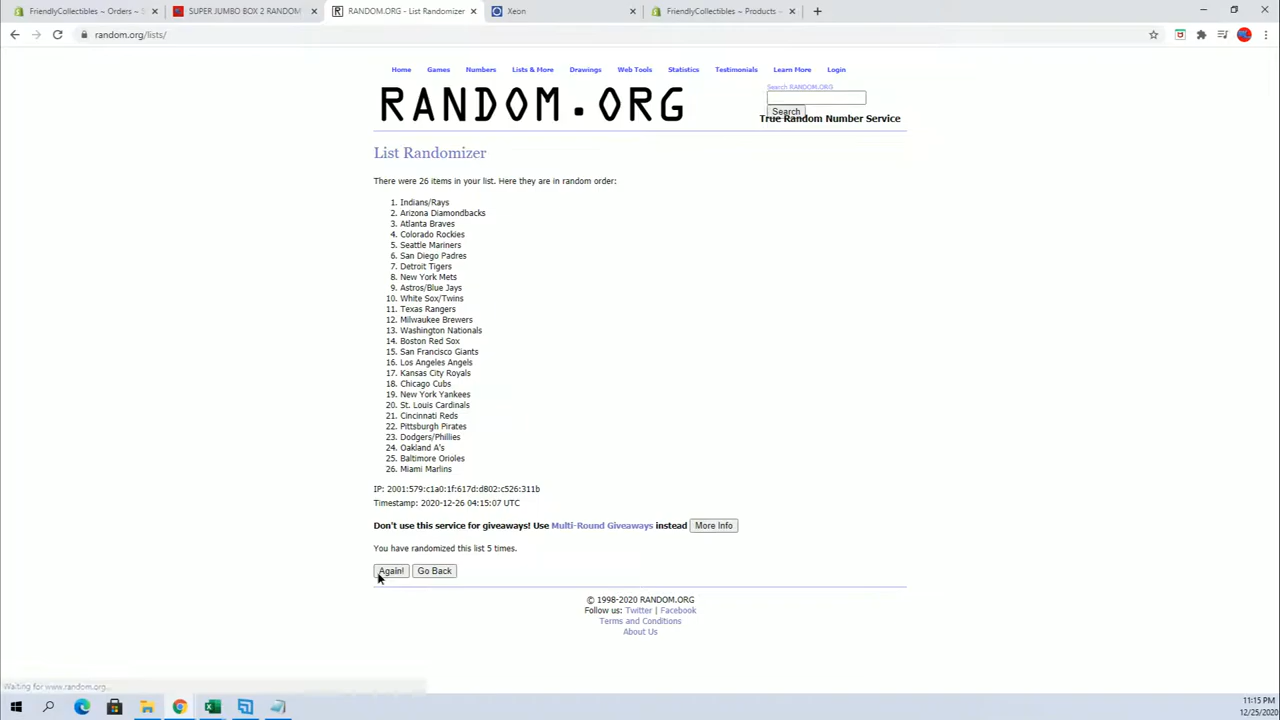 FriendlyCollectibles ~ Orders ~ S
SUPER JUMBO BOX 2 RANDOM
RANDOM.ORG - List Randomizer
Xeon
FriendlyCollectibles ~ Products ~
random.org/lists/
Home Games Numbers Lists & More Drawings Web Tools Statistics Testimonials Learn More Login
RANDOM.ORG
Search RANDOM.ORG
Search
True Random Number Service
List Randomizer
There were 26 items in your list. Here they are in random order:
1. Indians/Rays
2. Arizona Diamondbacks
3. Atlanta Braves
4. Colorado Rockies
5. Seattle Mariners
6. San Diego Padres
7. Detroit Tigers
8. New York Mets
9. Astros/Blue Jays
10. White Sox/Twins
11. Texas Rangers
12. Milwaukee Brewers
13. Washington Nationals
14. Boston Red Sox
15. San Francisco Giants
16. Los Angeles Angels
17. Kansas City Royals
18. Chicago Cubs
19. New York Yankees
20. St. Louis Cardinals
21. Cincinnati Reds
22. Pittsburgh Pirates
23. Dodgers/Phillies
24. Oakland A's
25. Baltimore Orioles
26. Miami Marlins
IP: 2001:579:c1a0:1f:617d:d802:c526:311b
Timestamp: 2020-12-26 04:15:07 UTC
Don't use this service for giveaways! Use Multi-Round Giveaways instead More Info
You have randomized this list 5 times.
Again! Go Back
© 1998-2020 RANDOM.ORG
Follow us: Twitter | Facebook
Terms and Conditions
About Us
Waiting for www.random.org...
11:15 PM
12/25/2020